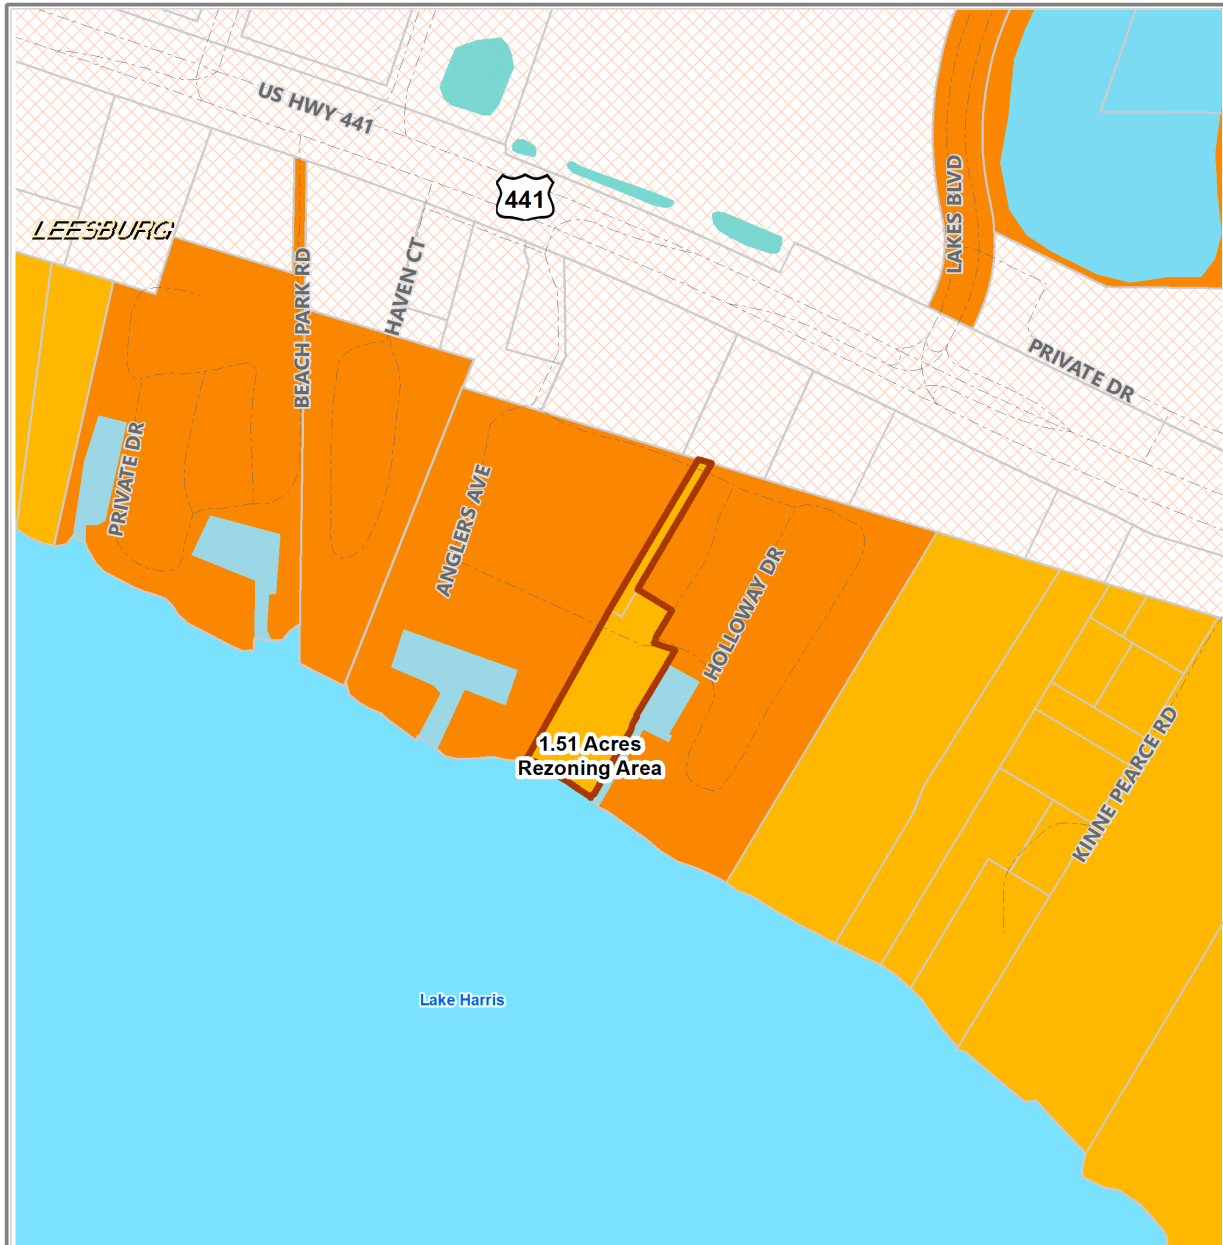 US HWY 441
441
LEESBURG
LAKES BLVD
BEACH PARK RD
HAVEN CT
PRIVATE DR
PRIVATE DR
ANGLERS AVE
HOLLOWAY DR
1.51 Acres
Rezoning Area
KINNE PEARCE RD
Lake Harris